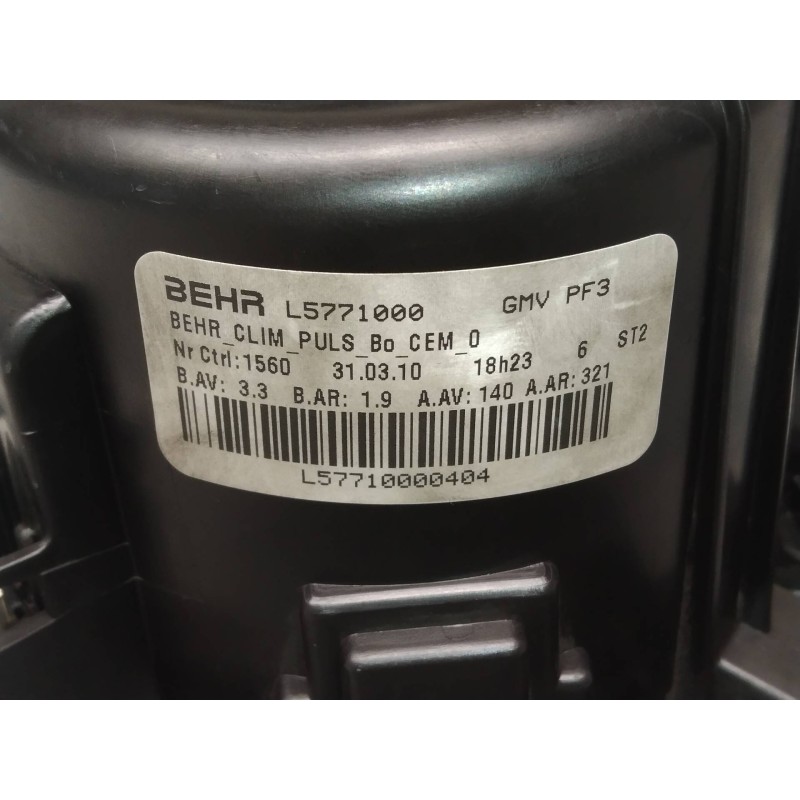 BEHR L5771000 GMV PF3
BEHR_CLIM_PULS_Bo_CEM_0
Nr Ctrl:1560 31.03.10 18h23 6 ST2
B.AV: 3.3 B.AR: 1.9 A.AV: 140 A.AR: 321
L57710000404